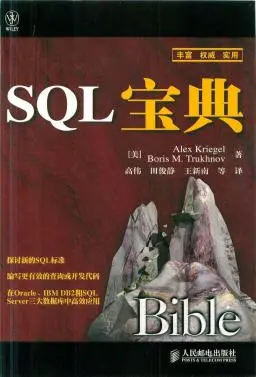 WILEY
丰富 权威 实用
SQL 宝典
[美] Alex Kriegel
Boris M. Trukhnov 著
高伟 田俊静 王新南 等 译
探讨新的SQL标准
编写更有效的查询或开发代码
在Oracle、IBM DB2和SQL
Server三大数据库中高效应用
Bible
人民邮电出版社
POSTS & TELECOM PRESS